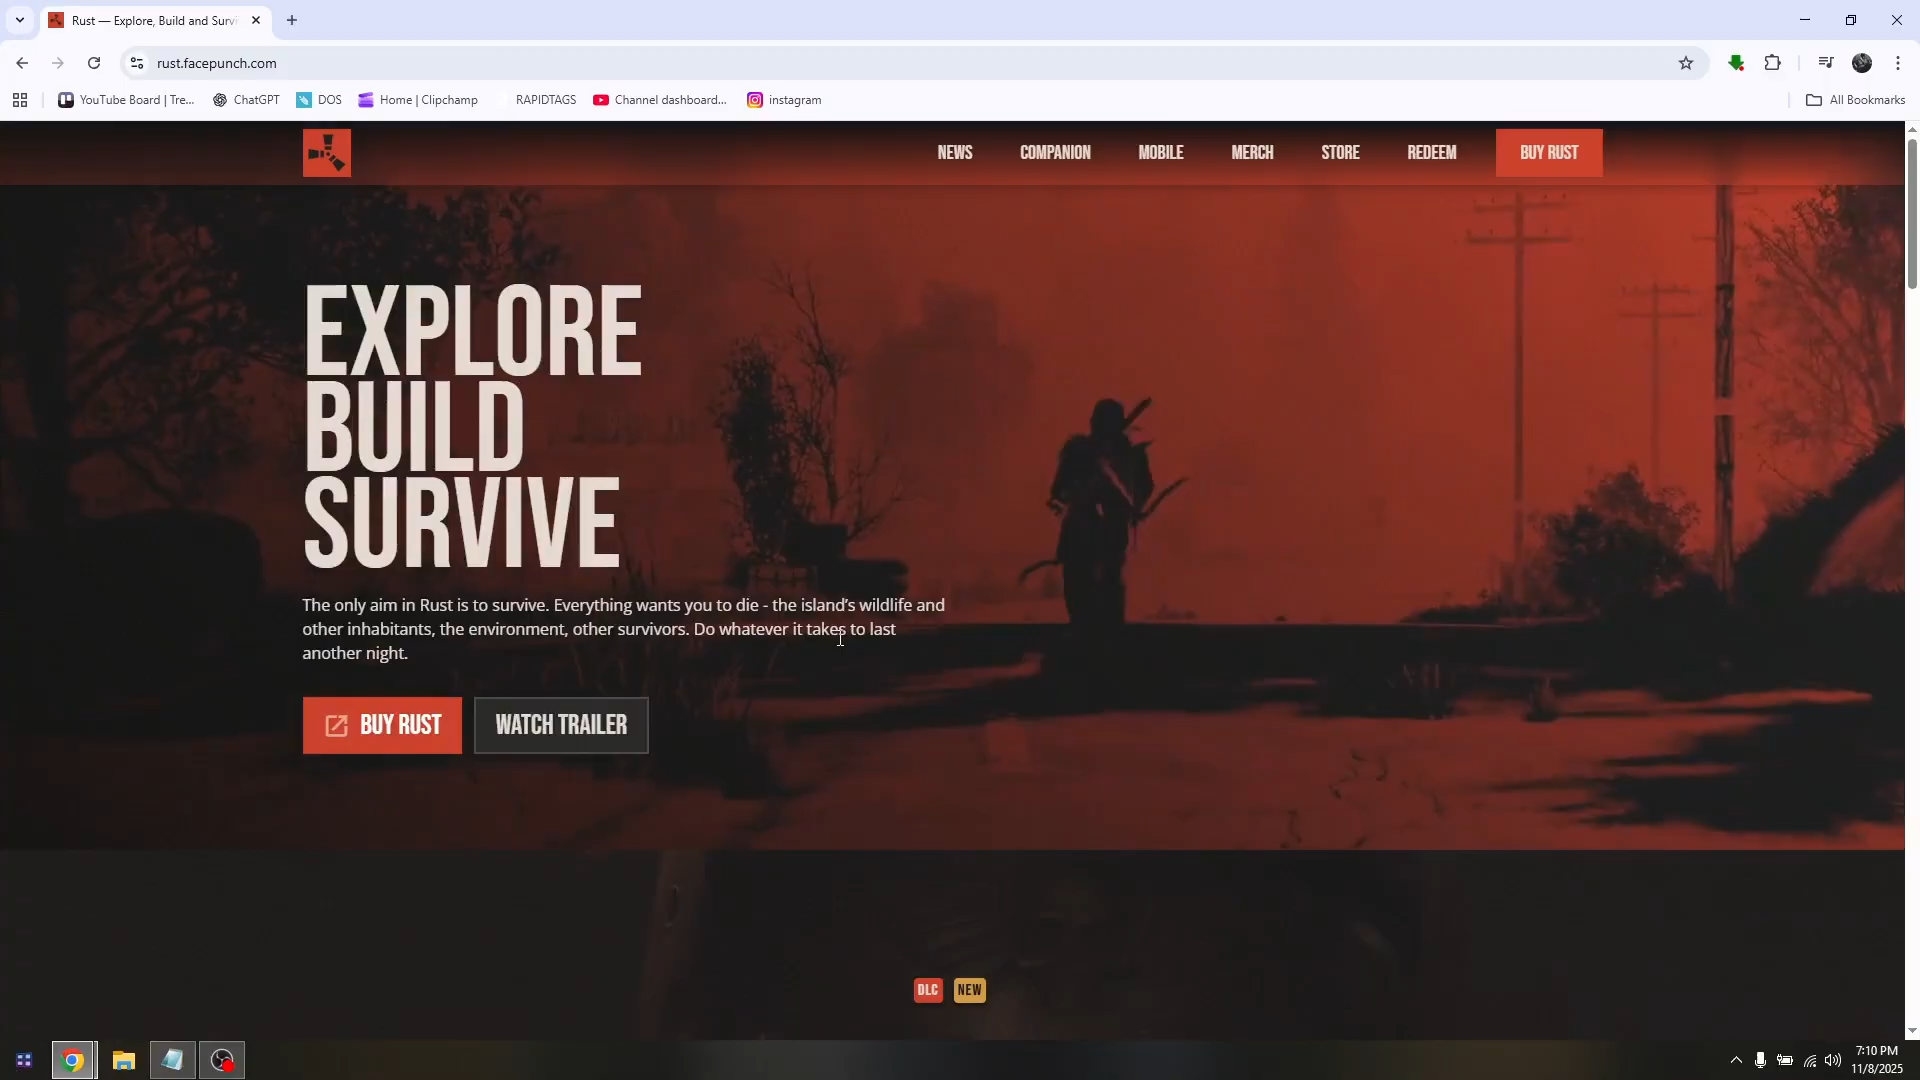 Rust — Explore, Build and Survi
rust.facepunch.com
YouTube Board | Tre...
ChatGPT
DOS
Home | Clipchamp
RAPIDTAGS
Channel dashboard...
instagram
All Bookmarks
NEWS
COMPANION
MOBILE
MERCH
STORE
REDEEM
BUY RUST
EXPLORE
BUILD
SURVIVE
The only aim in Rust is to survive. Everything wants you to die - the island’s wildlife and
other inhabitants, the environment, other survivors. Do whatever it takes to last
another night.
BUY RUST
WATCH TRAILER
DLC
NEW
7:10 PM
11/8/2025